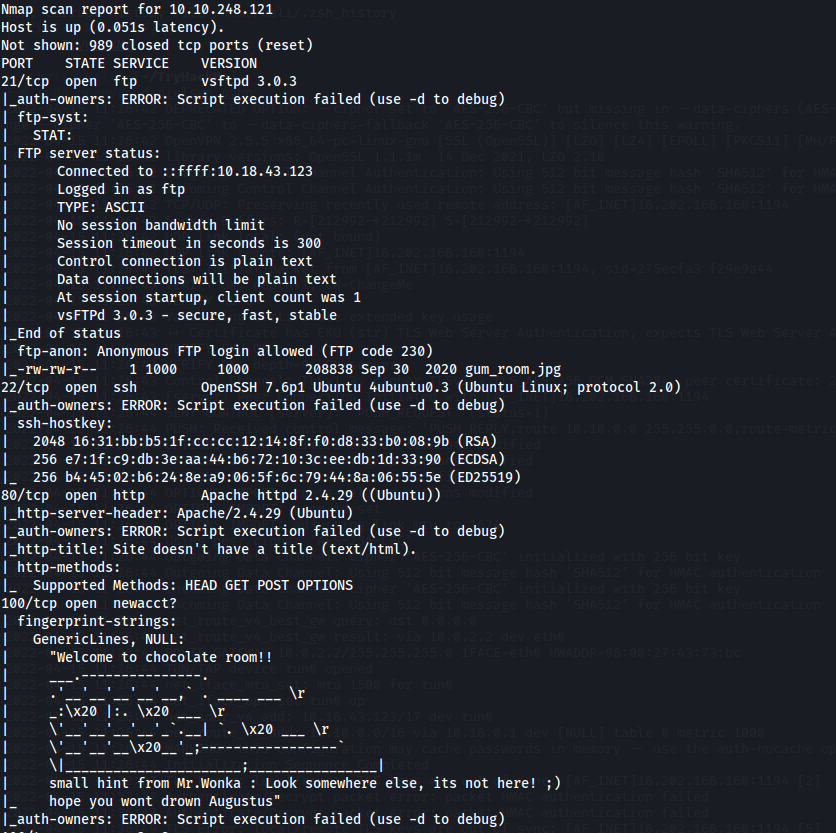 Nmap scan report for 10.10.248.121
Host is up (0.051s latency).
Not shown: 989 closed tcp ports (reset)
PORT    STATE SERVICE    VERSION
21/tcp  open  ftp        vsftpd 3.0.3
|_auth-owners: ERROR: Script execution failed (use -d to debug)
| ftp-syst:
|   STAT:
| FTP server status:
|      Connected to ::ffff:10.18.43.123
|      Logged in as ftp
|      TYPE: ASCII
|      No session bandwidth limit
|      Session timeout in seconds is 300
|      Control connection is plain text
|      Data connections will be plain text
|      At session startup, client count was 1
|      vsFTPd 3.0.3 - secure, fast, stable
|_End of status
| ftp-anon: Anonymous FTP login allowed (FTP code 230)
|_-rw-rw-r--    1 1000     1000       208838 Sep 30  2020 gum_room.jpg
22/tcp  open  ssh        OpenSSH 7.6p1 Ubuntu 4ubuntu0.3 (Ubuntu Linux; protocol 2.0)
|_auth-owners: ERROR: Script execution failed (use -d to debug)
| ssh-hostkey:
|   2048 16:31:bb:b5:1f:cc:cc:12:14:8f:f0:d8:33:b0:08:9b (RSA)
|   256 e7:1f:c9:db:3e:aa:44:b6:72:10:3c:ee:db:1d:33:90 (ECDSA)
|_  256 b4:45:02:b6:24:8e:a9:06:5f:6c:79:44:8a:06:55:5e (ED25519)
80/tcp  open  http       Apache httpd 2.4.29 ((Ubuntu))
|_http-server-header: Apache/2.4.29 (Ubuntu)
|_auth-owners: ERROR: Script execution failed (use -d to debug)
|_http-title: Site doesn't have a title (text/html).
| http-methods:
|_  Supported Methods: HEAD GET POST OPTIONS
100/tcp open  newacct?
| fingerprint-strings:
|   GenericLines, NULL:
|     "Welcome to chocolate room!!
|     ___.---------------.
|     .'__'__'__'__'__,` . ____ ___ \r
|     _:\x20 |:. \x20 ___ \r
|     \'__'__'__'__'_`.__| `. \x20 ___ \r
|     \'__'__'__\x20__'_;-----------------`
|     \|______________________;________________|
|     small hint from Mr.Wonka : Look somewhere else, its not here! ;)
|_    hope you wont drown Augustus"
|_auth-owners: ERROR: Script execution failed (use -d to debug)